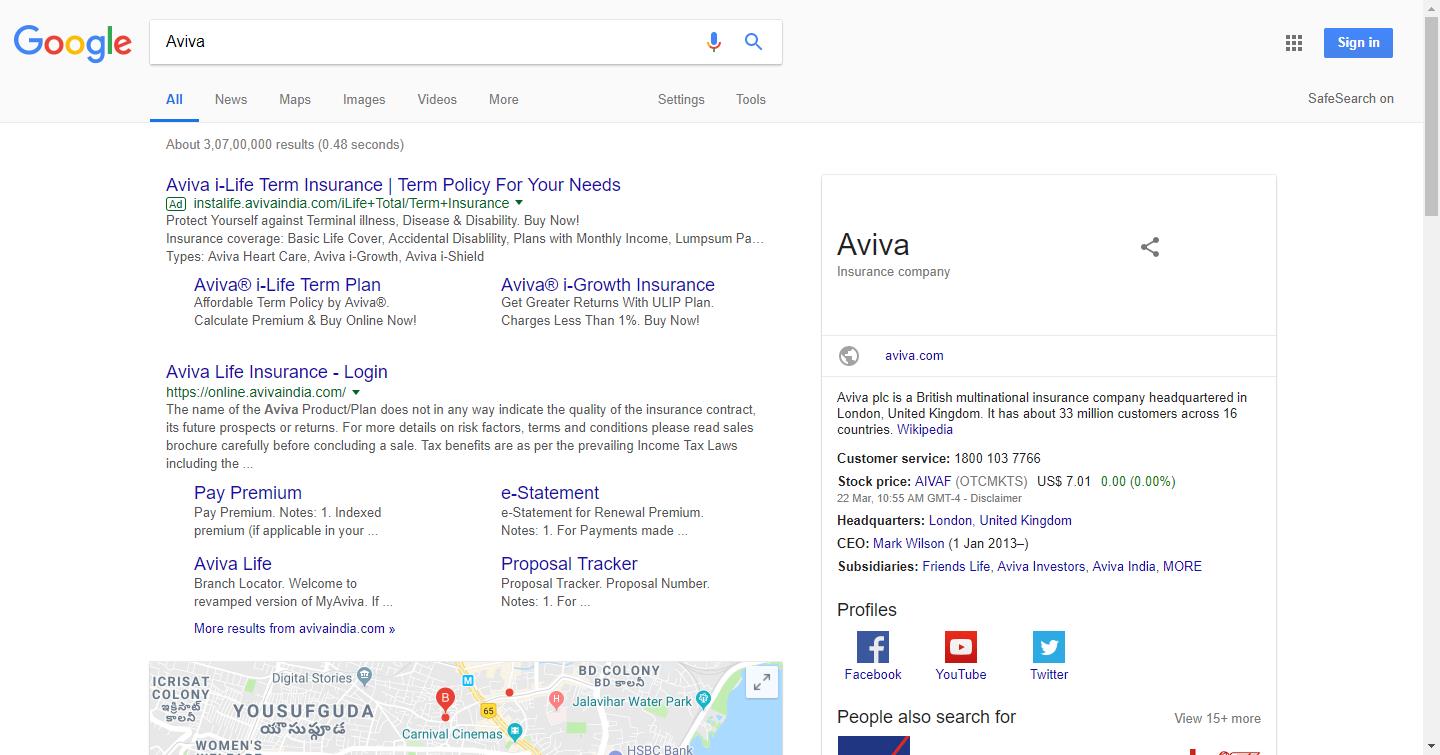 Google
Aviva
Sign in
All
News
Maps
Images
Videos
More
Settings
Tools
SafeSearch on
About 3,07,00,000 results (0.48 seconds)
Aviva i-Life Term Insurance | Term Policy For Your Needs
Ad instalife.avivaindia.com/iLife+Total/Term+Insurance
Protect Yourself against Terminal illness, Disease & Disability. Buy Now!
Insurance coverage: Basic Life Cover, Accidental Disablility, Plans with Monthly Income, Lumpsum Pa…
Types: Aviva Heart Care, Aviva i-Growth, Aviva i-Shield
Aviva® i-Life Term Plan
Affordable Term Policy by Aviva®.
Calculate Premium & Buy Online Now!
Aviva® i-Growth Insurance
Get Greater Returns With ULIP Plan.
Charges Less Than 1%. Buy Now!
Aviva Life Insurance - Login
https://online.avivaindia.com/
The name of the Aviva Product/Plan does not in any way indicate the quality of the insurance contract,
its future prospects or returns. For more details on risk factors, terms and conditions please read sales
brochure carefully before concluding a sale. Tax benefits are as per the prevailing Income Tax Laws
including the ...
Pay Premium
Pay Premium. Notes: 1. Indexed
premium (if applicable in your ...
e-Statement
e-Statement for Renewal Premium.
Notes: 1. For Payments made ...
Aviva Life
Branch Locator. Welcome to
revamped version of MyAviva. If ...
Proposal Tracker
Proposal Tracker. Proposal Number.
Notes: 1. For ...
More results from avivaindia.com »
ICRISAT
COLONY
ఇక్రిసాట్
కాలనీ
Digital Stories
YOUSUFGUDA
యూసుఫ్గూడ
WOMEN'S
M
B
65
H
BD COLONY
BD కాలనీ
Jalavihar Water Park
Carnival Cinemas
HSBC Bank
Aviva
Insurance company
aviva.com
Aviva plc is a British multinational insurance company headquartered in
London, United Kingdom. It has about 33 million customers across 16
countries. Wikipedia
Customer service: 1800 103 7766
Stock price: AIVAF (OTCMKTS) US$ 7.01 0.00 (0.00%)
22 Mar, 10:55 AM GMT-4 - Disclaimer
Headquarters: London, United Kingdom
CEO: Mark Wilson (1 Jan 2013–)
Subsidiaries: Friends Life, Aviva Investors, Aviva India, MORE
Profiles
Facebook
YouTube
Twitter
People also search for
View 15+ more